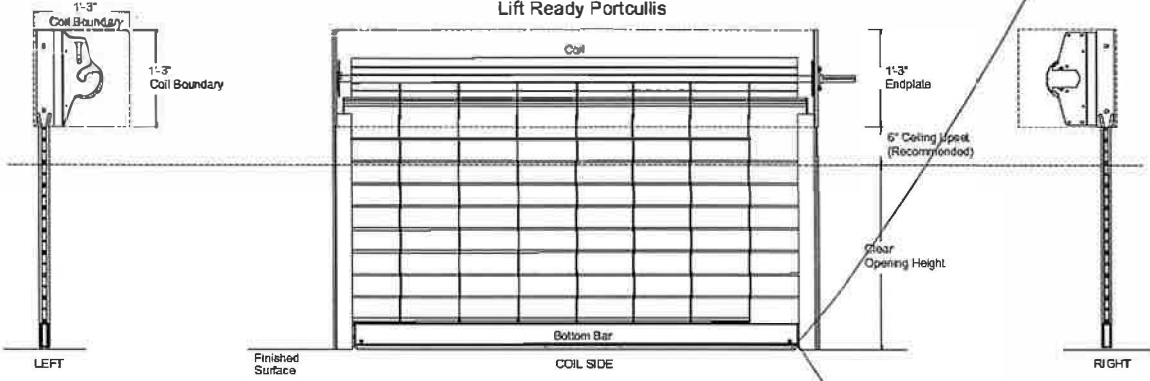 Lift Ready Portcullis
1'-3"
Coil Boundary
1'-3"
Coil Boundary
Coil
1'-3"
Endplate
6" Ceiling Upset
(Recommended)
Clear
Opening Height
Bottom Bar
LEFT
Finished
Surface
COIL SIDE
RIGHT